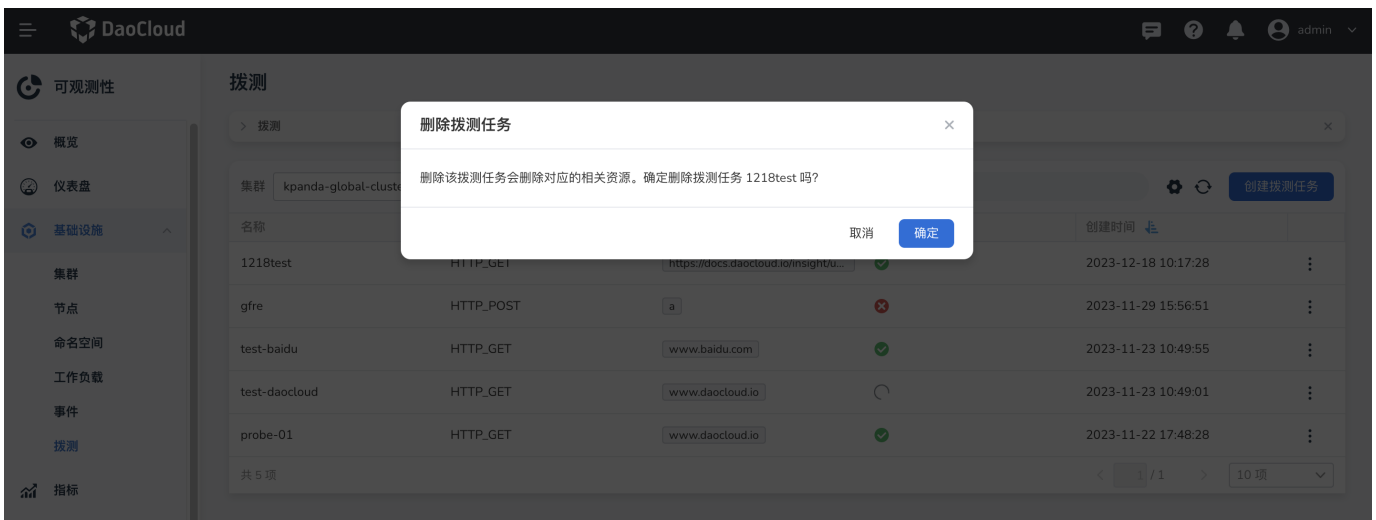 DaoCloud
admin
可观测性
概览
仪表盘
基础设施
集群
节点
命名空间
工作负载
事件
拨测
指标
拨测
拨测
集群 kpanda-global-cluste
创建拨测任务
名称
创建时间
1218test HTTP_GET https://docs.daocloud.io/insight/u... 2023-12-18 10:17:28
gfre HTTP_POST a 2023-11-29 15:56:51
test-baidu HTTP_GET www.baidu.com 2023-11-23 10:49:55
test-daocloud HTTP_GET www.daocloud.io 2023-11-23 10:49:01
probe-01 HTTP_GET www.daocloud.io 2023-11-22 17:48:28
共 5 项
1 / 1
10 项
删除拨测任务
删除该拨测任务会删除对应的相关资源。确定删除拨测任务 1218test 吗?
取消
确定